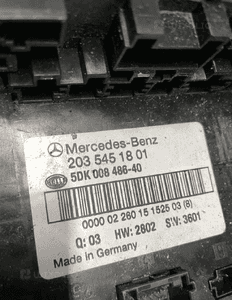 Mercedes-Benz
203 545 18 01
5DK 008 486-40
0000 02 260 15 1525 03 (8)
Q: 03 HW: 2802 SW: 3601
Made in Germany